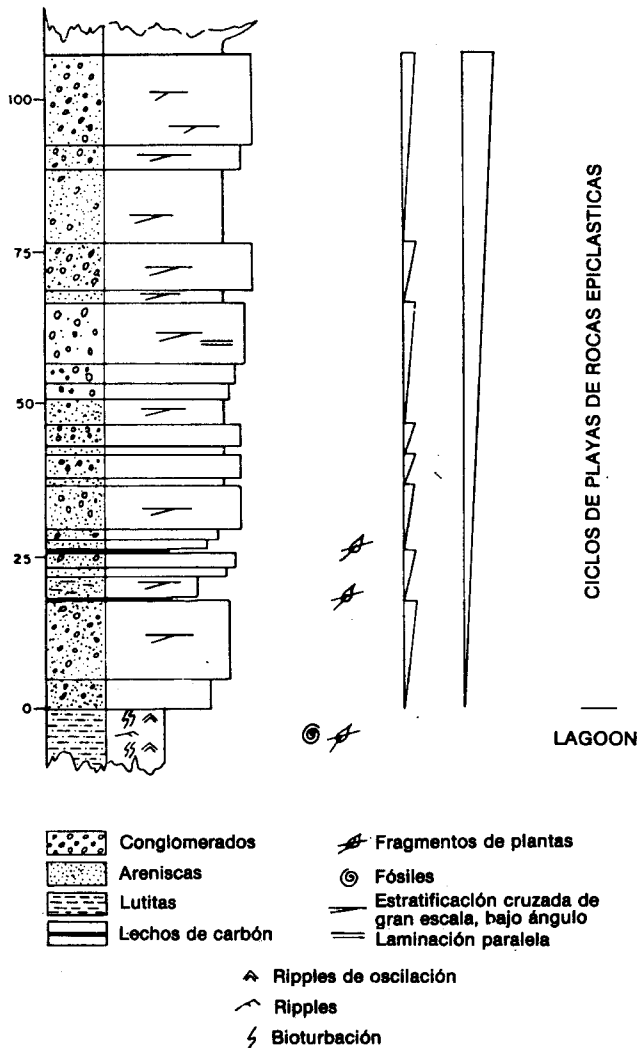 100
75
50
25
0
CICLOS DE PLAYAS DE ROCAS EPICLASTICAS
LAGOON
Conglomerados
Areniscas
Lutitas
Lechos de carbón
Fragmentos de plantas
Fósiles
Estratificación cruzada de
gran escala, bajo ángulo
Laminación paralela
Ripples de oscilación
Ripples
Bioturbación